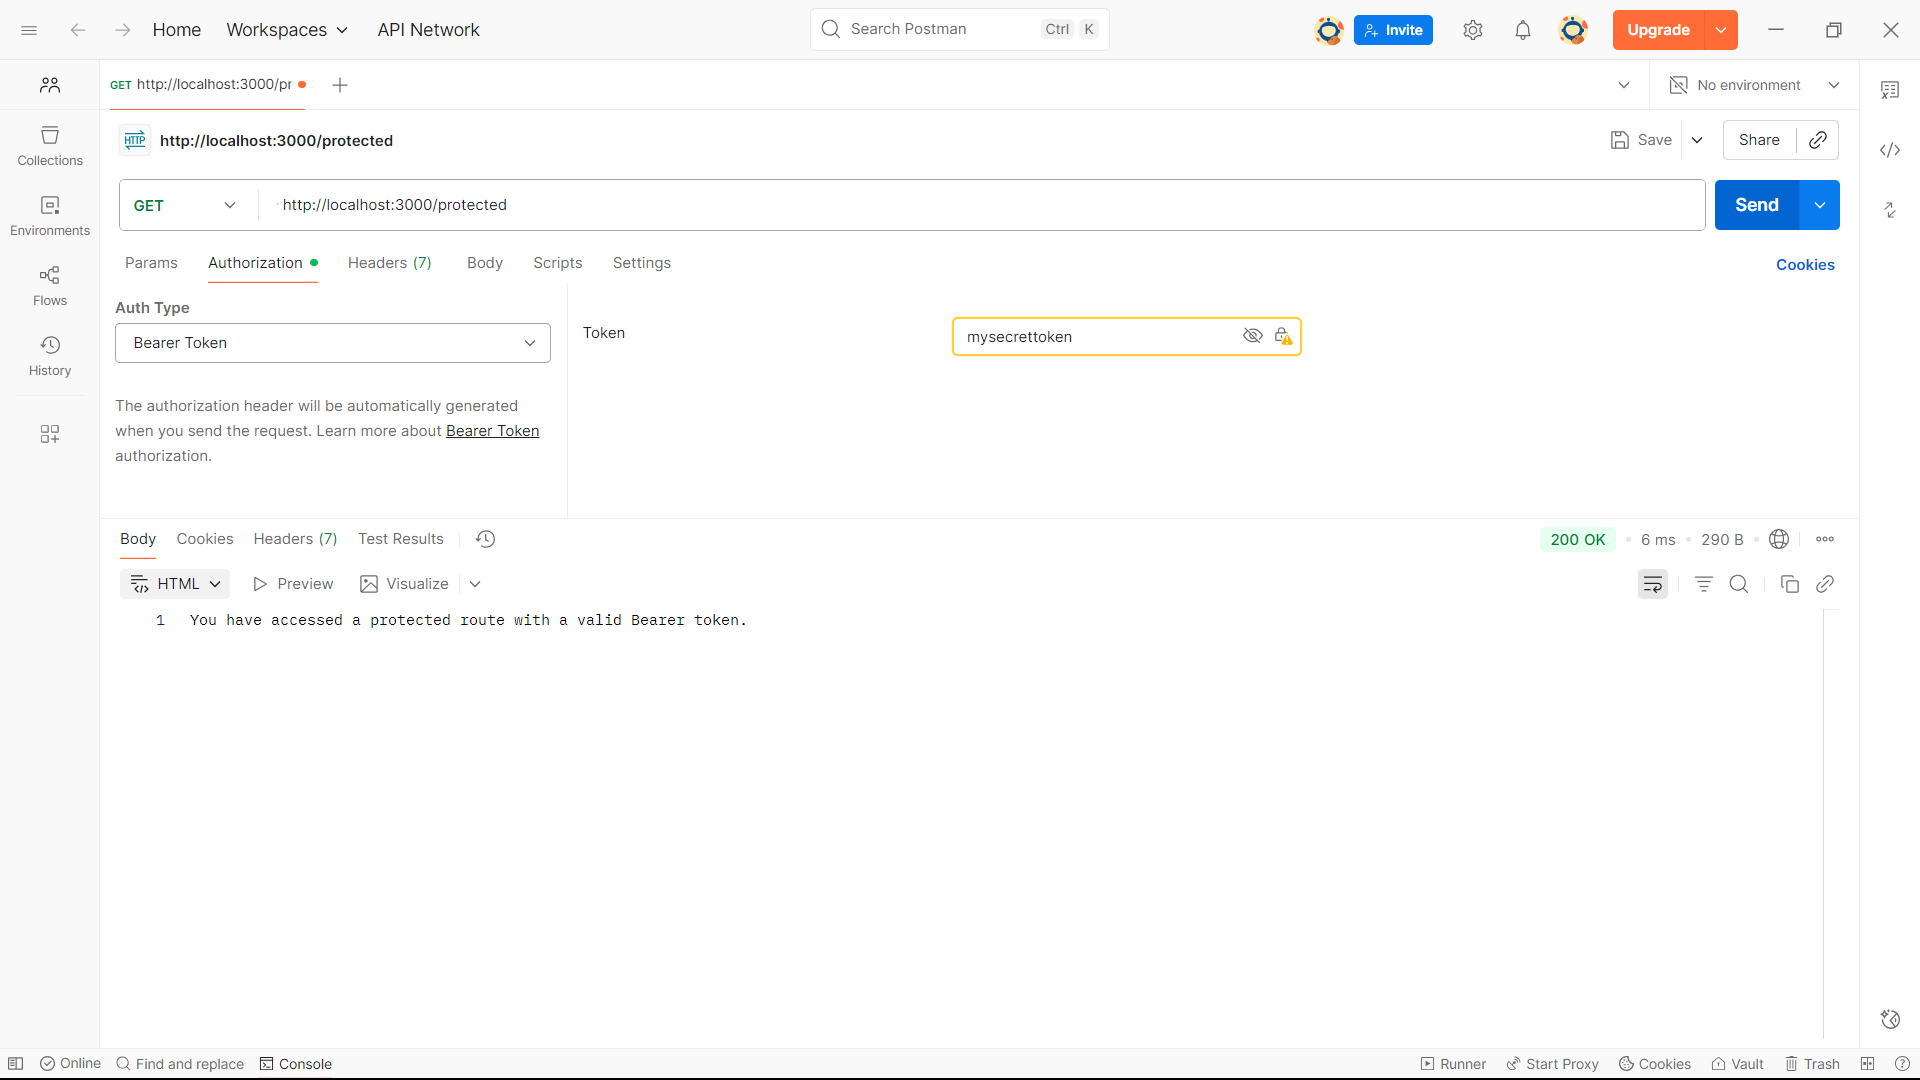 Home Workspaces API Network Search Postman Ctrl K Invite Upgrade
GET http://localhost:3000/pr No environment
HTTP http://localhost:3000/protected Save Share
GET http://localhost:3000/protected Send
Params Authorization Headers (7) Body Scripts Settings Cookies
Collections
Environments
Flows
History
Auth Type
Bearer Token
The authorization header will be automatically generated
when you send the request. Learn more about Bearer Token
authorization.
Token mysecrettoken
Body Cookies Headers (7) Test Results 200 OK • 6 ms • 290 B •
HTML Preview Visualize
1 You have accessed a protected route with a valid Bearer token.
Online Find and replace Console Runner Start Proxy Cookies Vault Trash